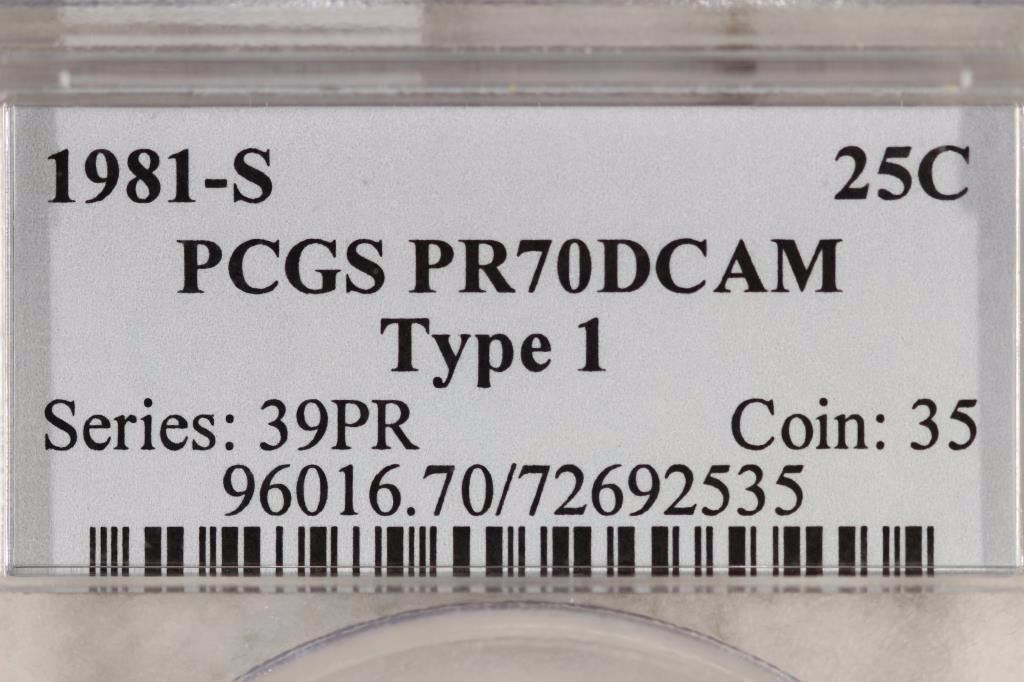 1981-S 25C
PCGS PR70DCAM
Type 1
Series: 39PR Coin: 35
96016.70/72692535